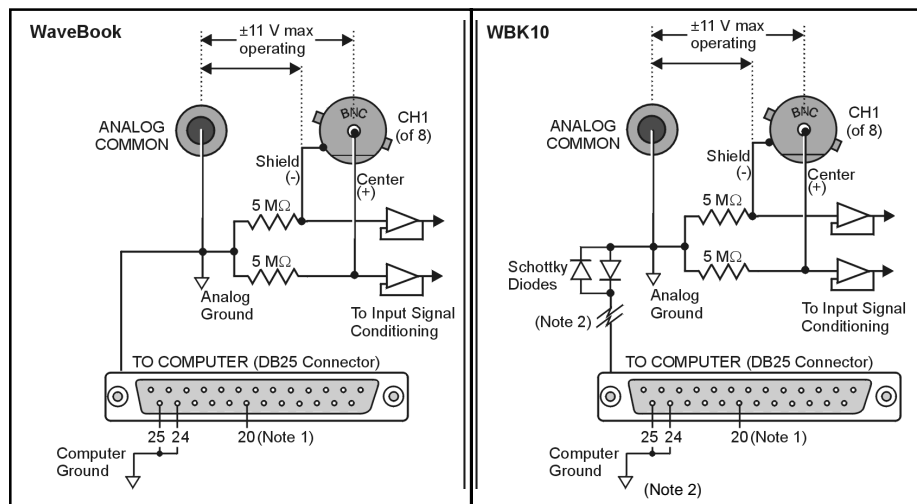 WaveBook
±11 V max
operating
BNC
CH1
(of 8)
ANALOG
COMMON
Shield
(-)
Center
(+)
5 MΩ
5 MΩ
Analog
Ground
To Input Signal
Conditioning
TO COMPUTER (DB25 Connector)
25 24 20 (Note 1)
Computer
Ground
WBK10
±11 V max
operating
BNC
CH1
(of 8)
ANALOG
COMMON
Shield
(-)
Center
(+)
5 MΩ
5 MΩ
Schottky
Diodes
(Note 2)
Analog
Ground
To Input Signal
Conditioning
TO COMPUTER (DB25 Connector)
25 24 20 (Note 1)
Computer
Ground
(Note 2)